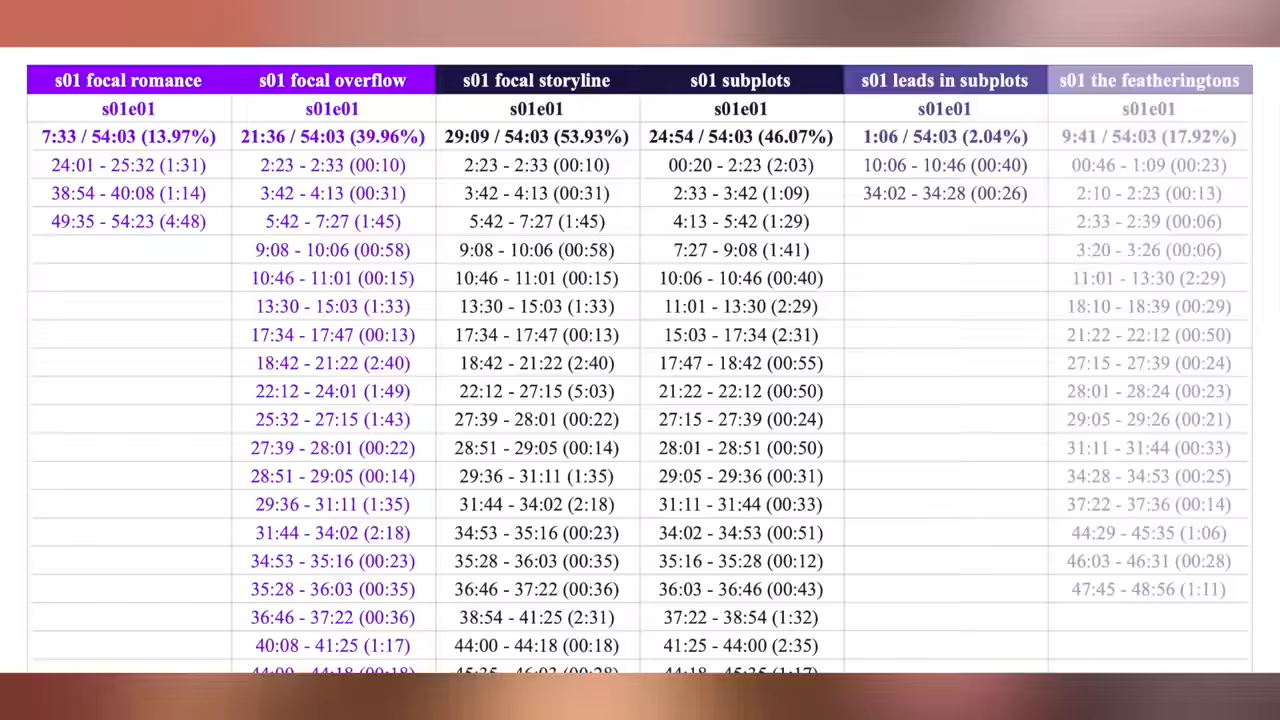 s01 focal romance s01 focal overflow s01 focal storyline s01 subplots s01 leads in subplots s01 the featheringtons
s01e01 s01e01 s01e01 s01e01 s01e01 s01e01
7:33 / 54:03 (13.97%) 21:36 / 54:03 (39.96%) 29:09 / 54:03 (53.93%) 24:54 / 54:03 (46.07%) 1:06 / 54:03 (2.04%) 9:41 / 54:03 (17.92%)
24:01 - 25:32 (1:31) 2:23 - 2:33 (00:10) 2:23 - 2:33 (00:10) 00:20 - 2:23 (2:03) 10:06 - 10:46 (00:40) 00:46 - 1:09 (00:23)
38:54 - 40:08 (1:14) 3:42 - 4:13 (00:31) 3:42 - 4:13 (00:31) 2:33 - 3:42 (1:09) 34:02 - 34:28 (00:26) 2:10 - 2:23 (00:13)
49:35 - 54:23 (4:48) 5:42 - 7:27 (1:45) 5:42 - 7:27 (1:45) 4:13 - 5:42 (1:29) 2:33 - 2:39 (00:06)
9:08 - 10:06 (00:58) 9:08 - 10:06 (00:58) 7:27 - 9:08 (1:41) 3:20 - 3:26 (00:06)
10:46 - 11:01 (00:15) 10:46 - 11:01 (00:15) 10:06 - 10:46 (00:40) 11:01 - 13:30 (2:29)
13:30 - 15:03 (1:33) 13:30 - 15:03 (1:33) 11:01 - 13:30 (2:29) 18:10 - 18:39 (00:29)
17:34 - 17:47 (00:13) 17:34 - 17:47 (00:13) 15:03 - 17:34 (2:31) 21:22 - 22:12 (00:50)
18:42 - 21:22 (2:40) 18:42 - 21:22 (2:40) 17:47 - 18:42 (00:55) 27:15 - 27:39 (00:24)
22:12 - 24:01 (1:49) 22:12 - 27:15 (5:03) 21:22 - 22:12 (00:50) 28:01 - 28:24 (00:23)
25:32 - 27:15 (1:43) 27:39 - 28:01 (00:22) 27:15 - 27:39 (00:24) 29:05 - 29:26 (00:21)
27:39 - 28:01 (00:22) 28:51 - 29:05 (00:14) 28:01 - 28:51 (00:50) 31:11 - 31:44 (00:33)
28:51 - 29:05 (00:14) 29:36 - 31:11 (1:35) 29:05 - 29:36 (00:31) 34:28 - 34:53 (00:25)
29:36 - 31:11 (1:35) 31:44 - 34:02 (2:18) 31:11 - 31:44 (00:33) 37:22 - 37:36 (00:14)
31:44 - 34:02 (2:18) 34:53 - 35:16 (00:23) 34:02 - 34:53 (00:51) 44:29 - 45:35 (1:06)
34:53 - 35:16 (00:23) 35:28 - 36:03 (00:35) 35:16 - 35:28 (00:12) 46:03 - 46:31 (00:28)
35:28 - 36:03 (00:35) 36:46 - 37:22 (00:36) 36:03 - 36:46 (00:43) 47:45 - 48:56 (1:11)
36:46 - 37:22 (00:36) 38:54 - 41:25 (2:31) 37:22 - 38:54 (1:32)
40:08 - 41:25 (1:17) 44:00 - 44:18 (00:18) 41:25 - 44:00 (2:35)
44:00 - 44:18 (00:18) 45:35 - 46:03 (00:28) 44:18 - 45:35 (1:17)